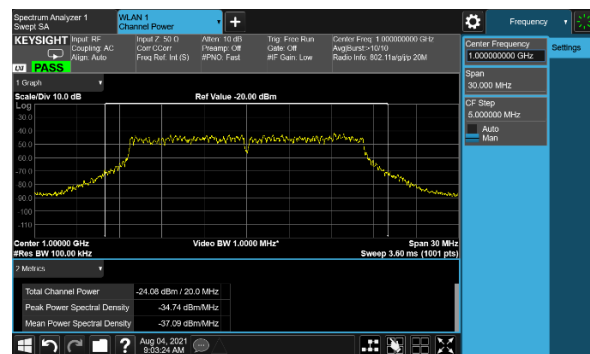 Spectrum Analyzer 1
Swept SA
WLAN 1
Channel Power
+
Frequency
KEYSIGHT
Input: RF
Coupling: AC
Align: Auto
Input Z: 50 Ω
Corr CCorr
Freq Ref: Int (S)
Atten: 10 dB
Preamp: Off
#PNO: Fast
Trig: Free Run
Gate: Off
#IF Gain: Low
Center Freq: 1.000000000 GHz
Avg|Burst:>10/10
Radio Info: 802.11a/g/j/p 20M
LXI
PASS
Center Frequency
1.000000000 GHz
Settings
Span
30.000 MHz
CF Step
5.000000 MHz
Auto
Man
1 Graph
Scale/Div 10.0 dB
Ref Value -20.00 dBm
Log
-30.0
-40.0
-50.0
-60.0
-70.0
-80.0
-90.0
-100
-110
Center 1.00000 GHz
#Res BW 100.00 kHz
Video BW 1.0000 MHz*
Span 30 MHz
Sweep 3.60 ms (1001 pts)
2 Metrics
Total Channel Power -24.08 dBm / 20.0 MHz
Peak Power Spectral Density -34.74 dBm/MHz
Mean Power Spectral Density -37.09 dBm/MHz
?
Aug 04, 2021
9:03:24 AM